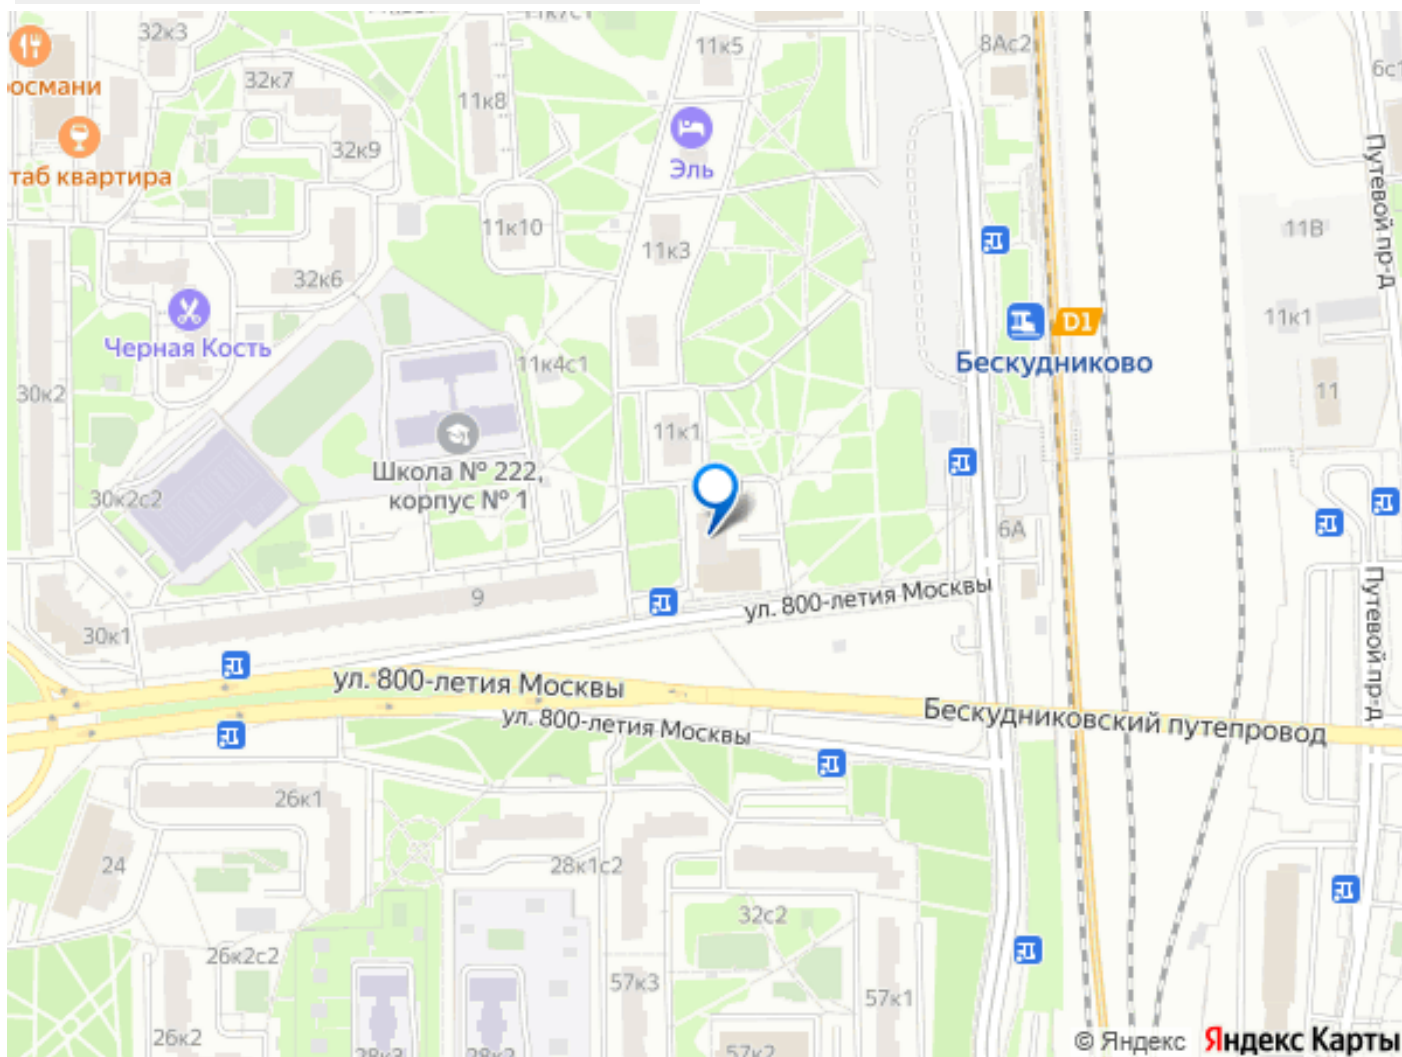 32к3
11к7с1
11к5
8Ас2
6с1
османи
32к7
11к8
32к9
Эль
таб квартира
Путевой пр-д
11к10
11к3
11В
32к6
11к1
D1
Черная Кость
11к4с1
Бескудниково
30к2
11
11к1
Школа № 222,
корпус № 1
30к2с2
6А
9
ул. 800-летия Москвы
30к1
Путевой пр-д
ул. 800-летия Москвы
ул. 800-летия Москвы
Бескудниковский путепровод
26к1
24
28к1с2
32с2
26к2с2
57к3
57к1
26к2
28к3
28к2
57к2
© Яндекс Яндекс Карты